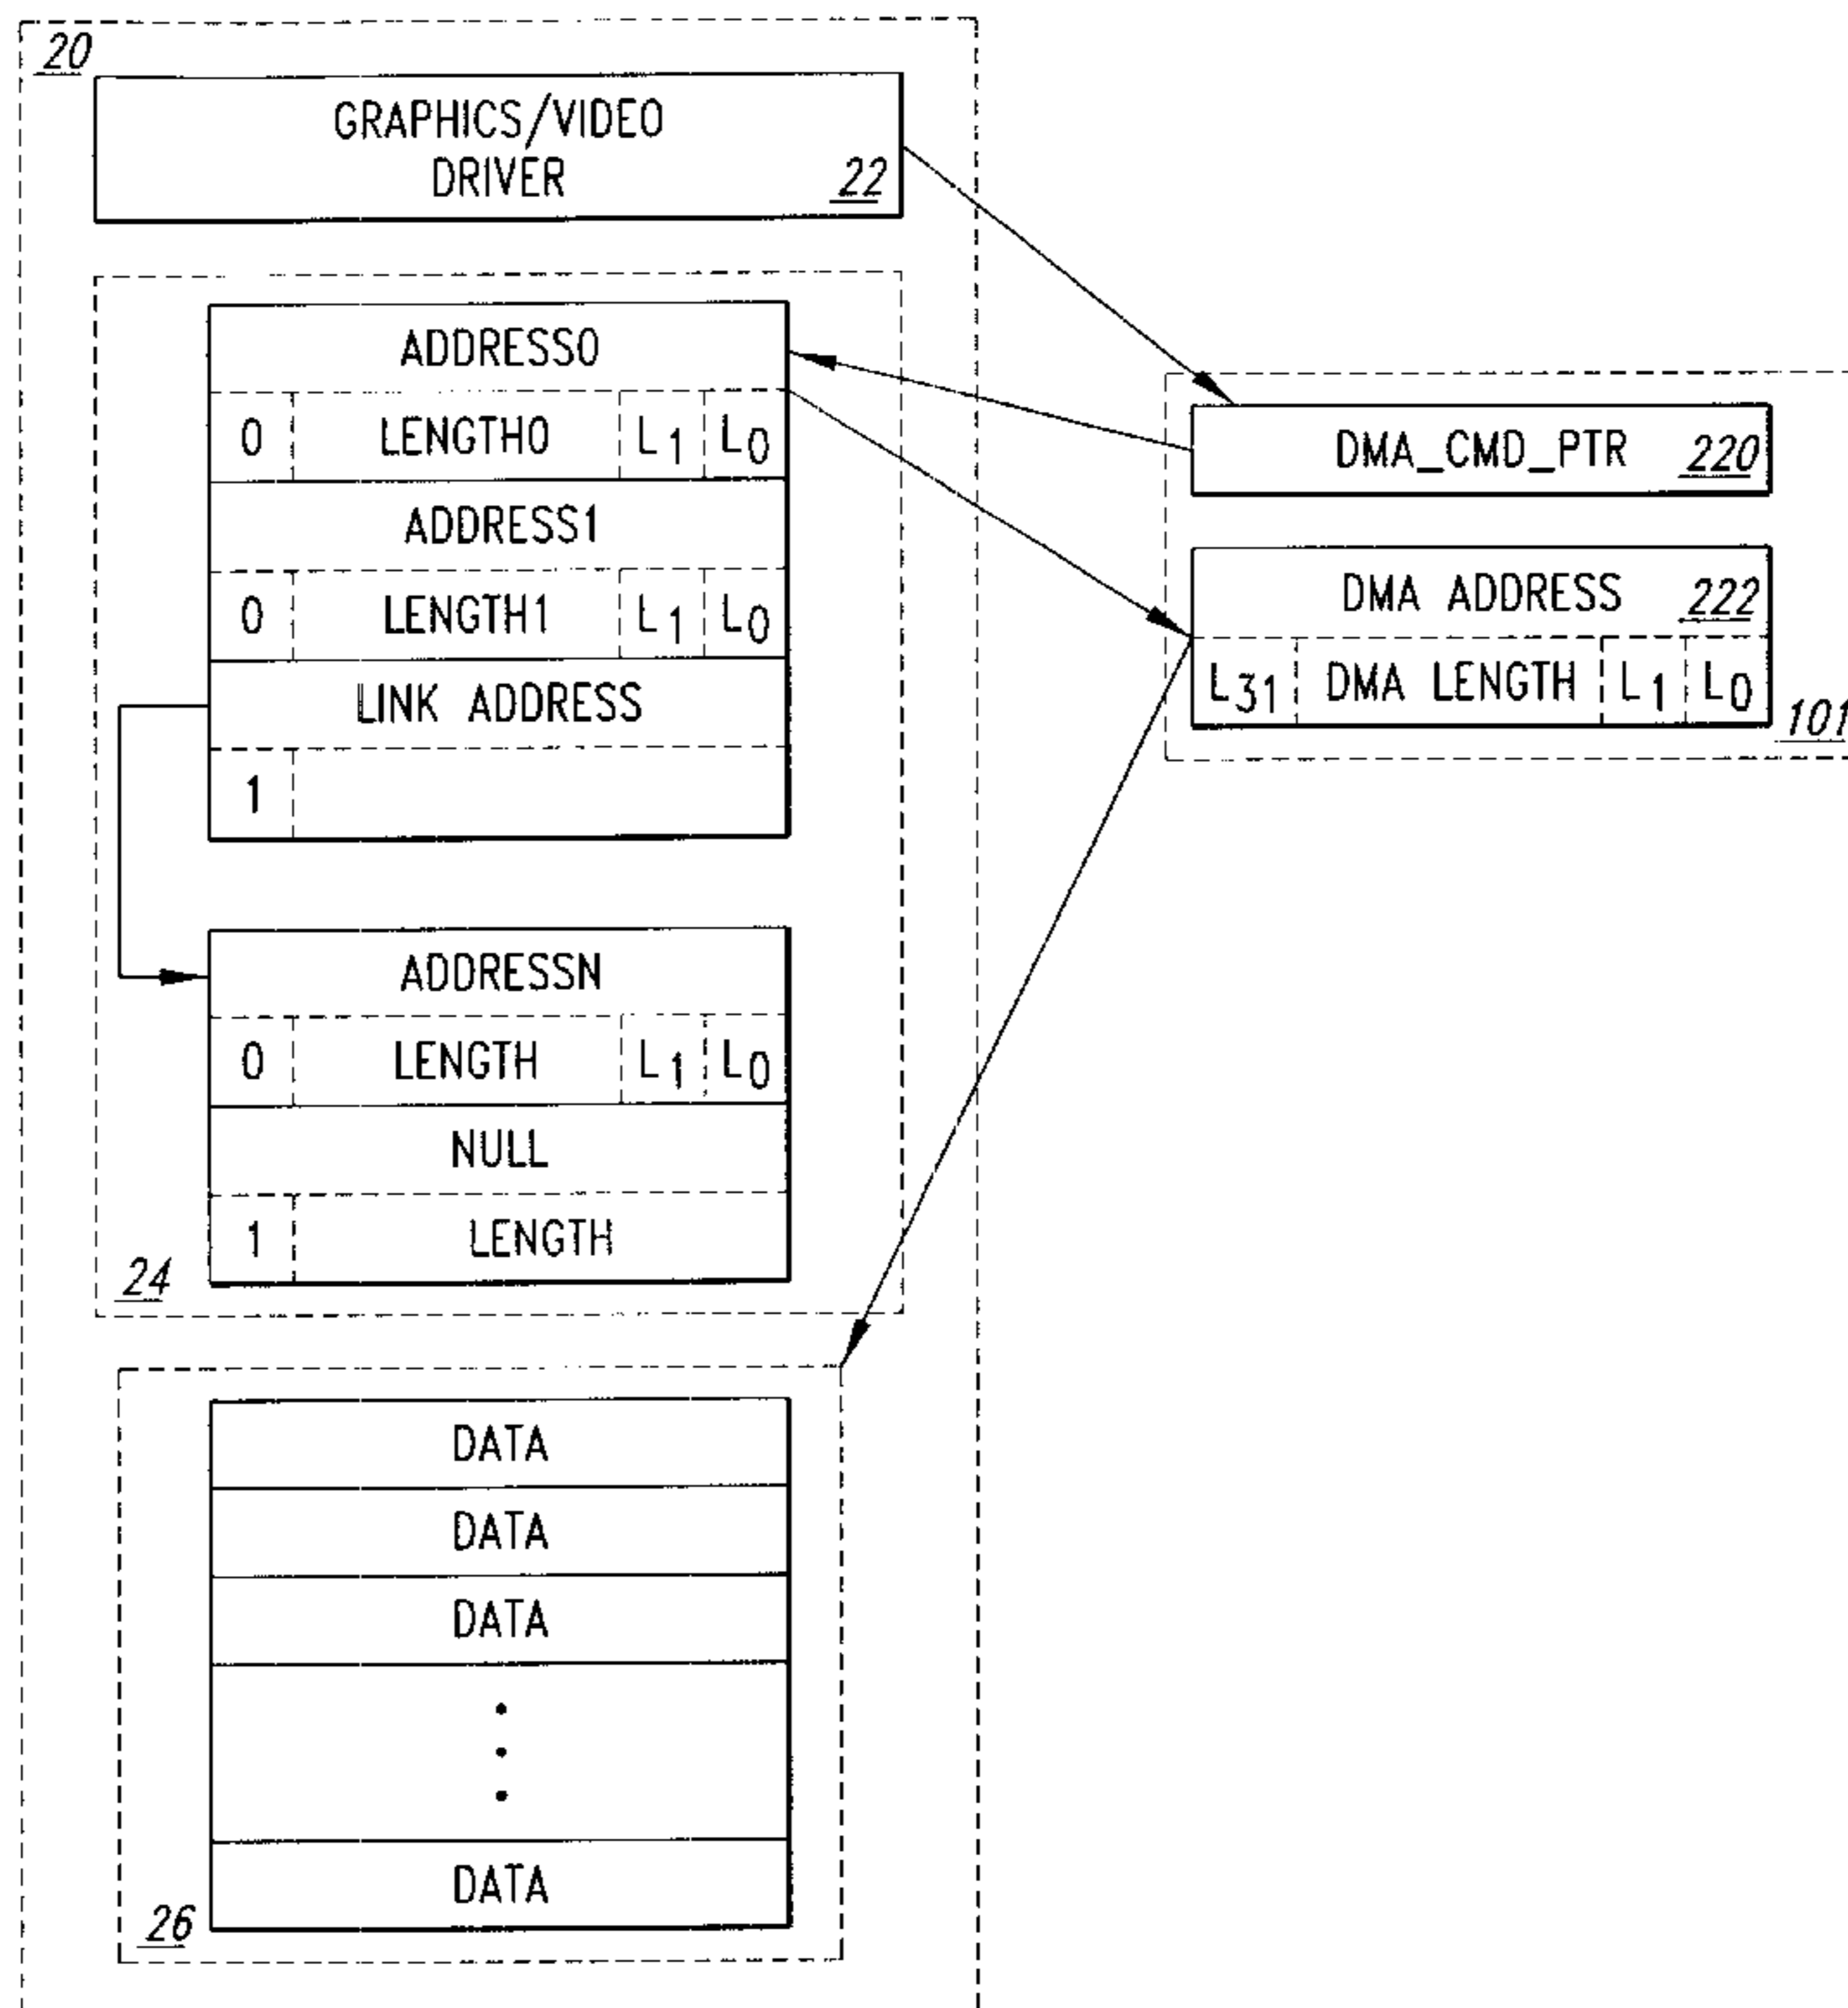 20
GRAPHICS/VIDEO
DRIVER
22
ADDRESS0
0 LENGTH0 L1 L0
ADDRESS1
0 LENGTH1 L1 L0
LINK ADDRESS
1
ADDRESSN
0 LENGTH L1 L0
NULL
1 LENGTH
24
DATA
DATA
DATA
DATA
26
DMA_CMD_PTR 220
DMA ADDRESS 222
L31 DMA LENGTH L1 L0
101